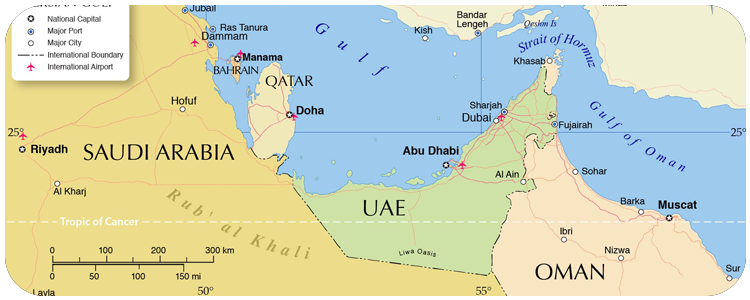 National Capital
Major Port
Major City
International Boundary
International Airport
Jubail
Ras Tanura
Dammam
Manama
BAHRAIN
QATAR
Doha
Hofuf
25°
Riyadh
SAUDI ARABIA
Al Kharj
Rub' al Khali
Tropic of Cancer
0 100 200 300 km
0 50 100 150 mi
Layla
50°
Gulf
Kish
Bandar
Lengeh
Qeshm Is
Strait of Hormuz
Khasab
Sharjah
Dubai
Fujairah
Gulf of Oman
25°
Abu Dhabi
Al Ain
UAE
Liwa Oasis
Sohar
Barka
Muscat
Ibri
Nizwa
OMAN
Sur
55°